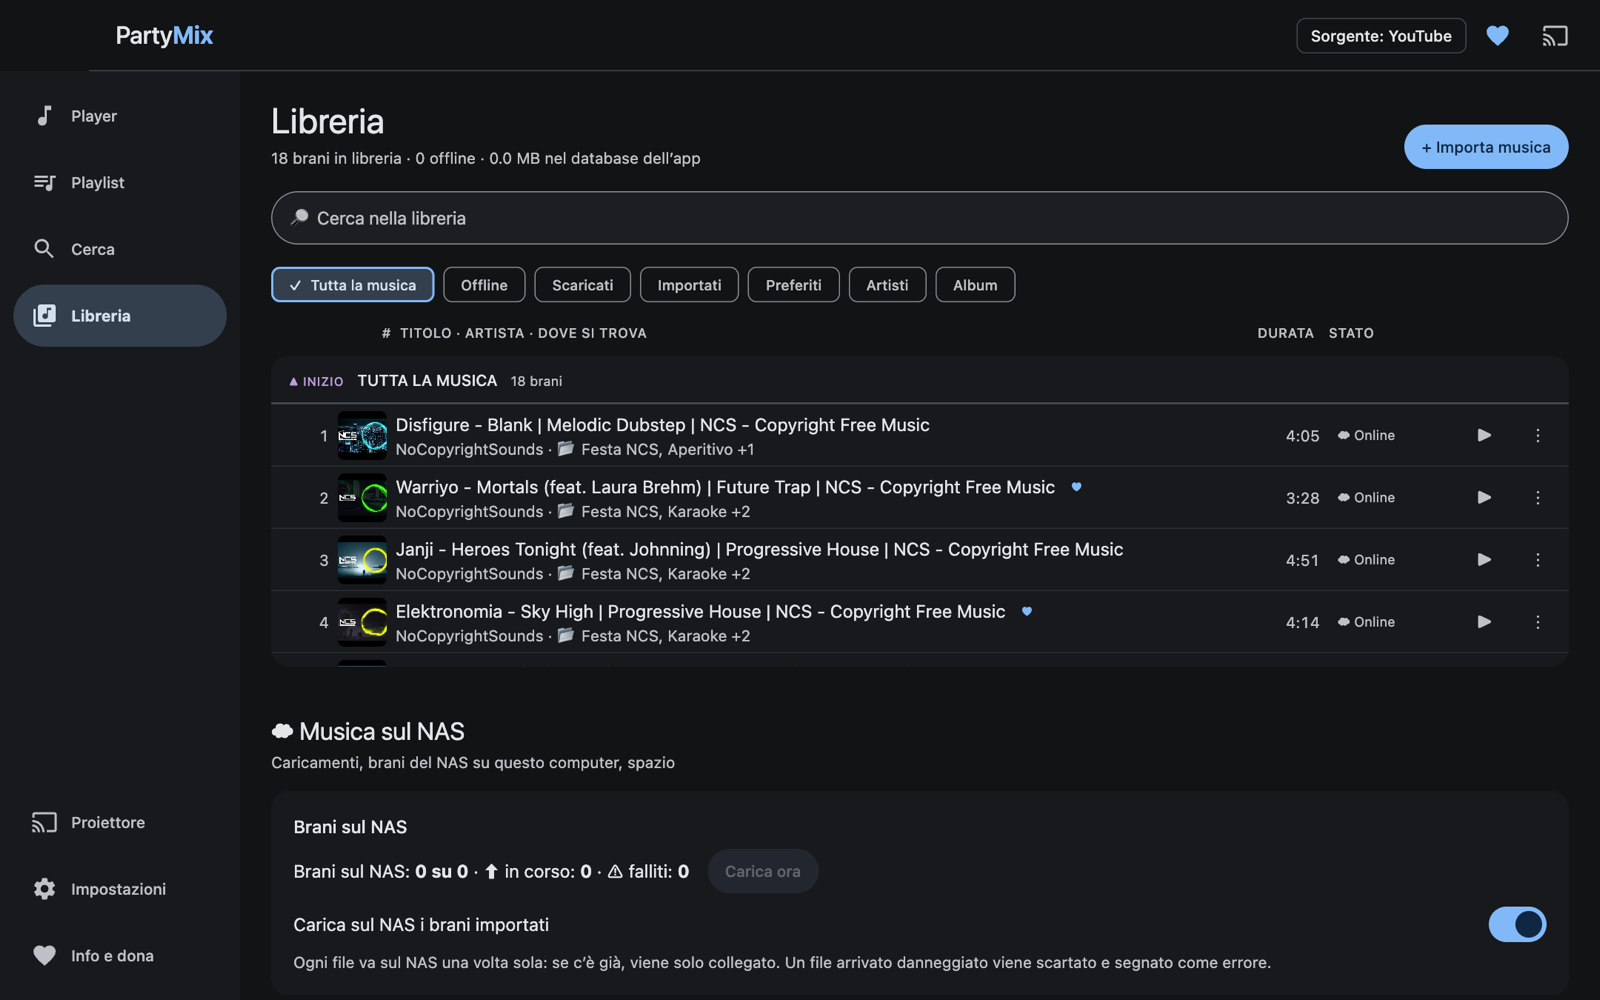 PartyMix
Sorgente: YouTube
Player
Playlist
Cerca
Libreria
Proiettore
Impostazioni
Info e dona
Libreria
18 brani in libreria · 0 offline · 0.0 MB nel database dell’app
+ Importa musica
Cerca nella libreria
✓ Tutta la musica
Offline
Scaricati
Importati
Preferiti
Artisti
Album
# TITOLO · ARTISTA · DOVE SI TROVA DURATA STATO
▲ INIZIO TUTTA LA MUSICA 18 brani
1 Disfigure - Blank | Melodic Dubstep | NCS - Copyright Free Music 4:05 Online
NCS
NoCopyrightSounds · Festa NCS, Aperitivo +1
2 Warriyo - Mortals (feat. Laura Brehm) | Future Trap | NCS - Copyright Free Music 3:28 Online
NCS
NoCopyrightSounds · Festa NCS, Karaoke +2
3 Janji - Heroes Tonight (feat. Johnning) | Progressive House | NCS - Copyright Free Music 4:51 Online
NCS
NoCopyrightSounds · Festa NCS, Karaoke +2
4 Elektronomia - Sky High | Progressive House | NCS - Copyright Free Music 4:14 Online
NCS
NoCopyrightSounds · Festa NCS, Karaoke +2
Musica sul NAS
Caricamenti, brani del NAS su questo computer, spazio
Brani sul NAS
Brani sul NAS: 0 su 0 · ⬆ in corso: 0 · ⚠ falliti: 0
Carica ora
Carica sul NAS i brani importati
Ogni file va sul NAS una volta sola: se c’è già, viene solo collegato. Un file arrivato danneggiato viene scartato e segnato come errore.